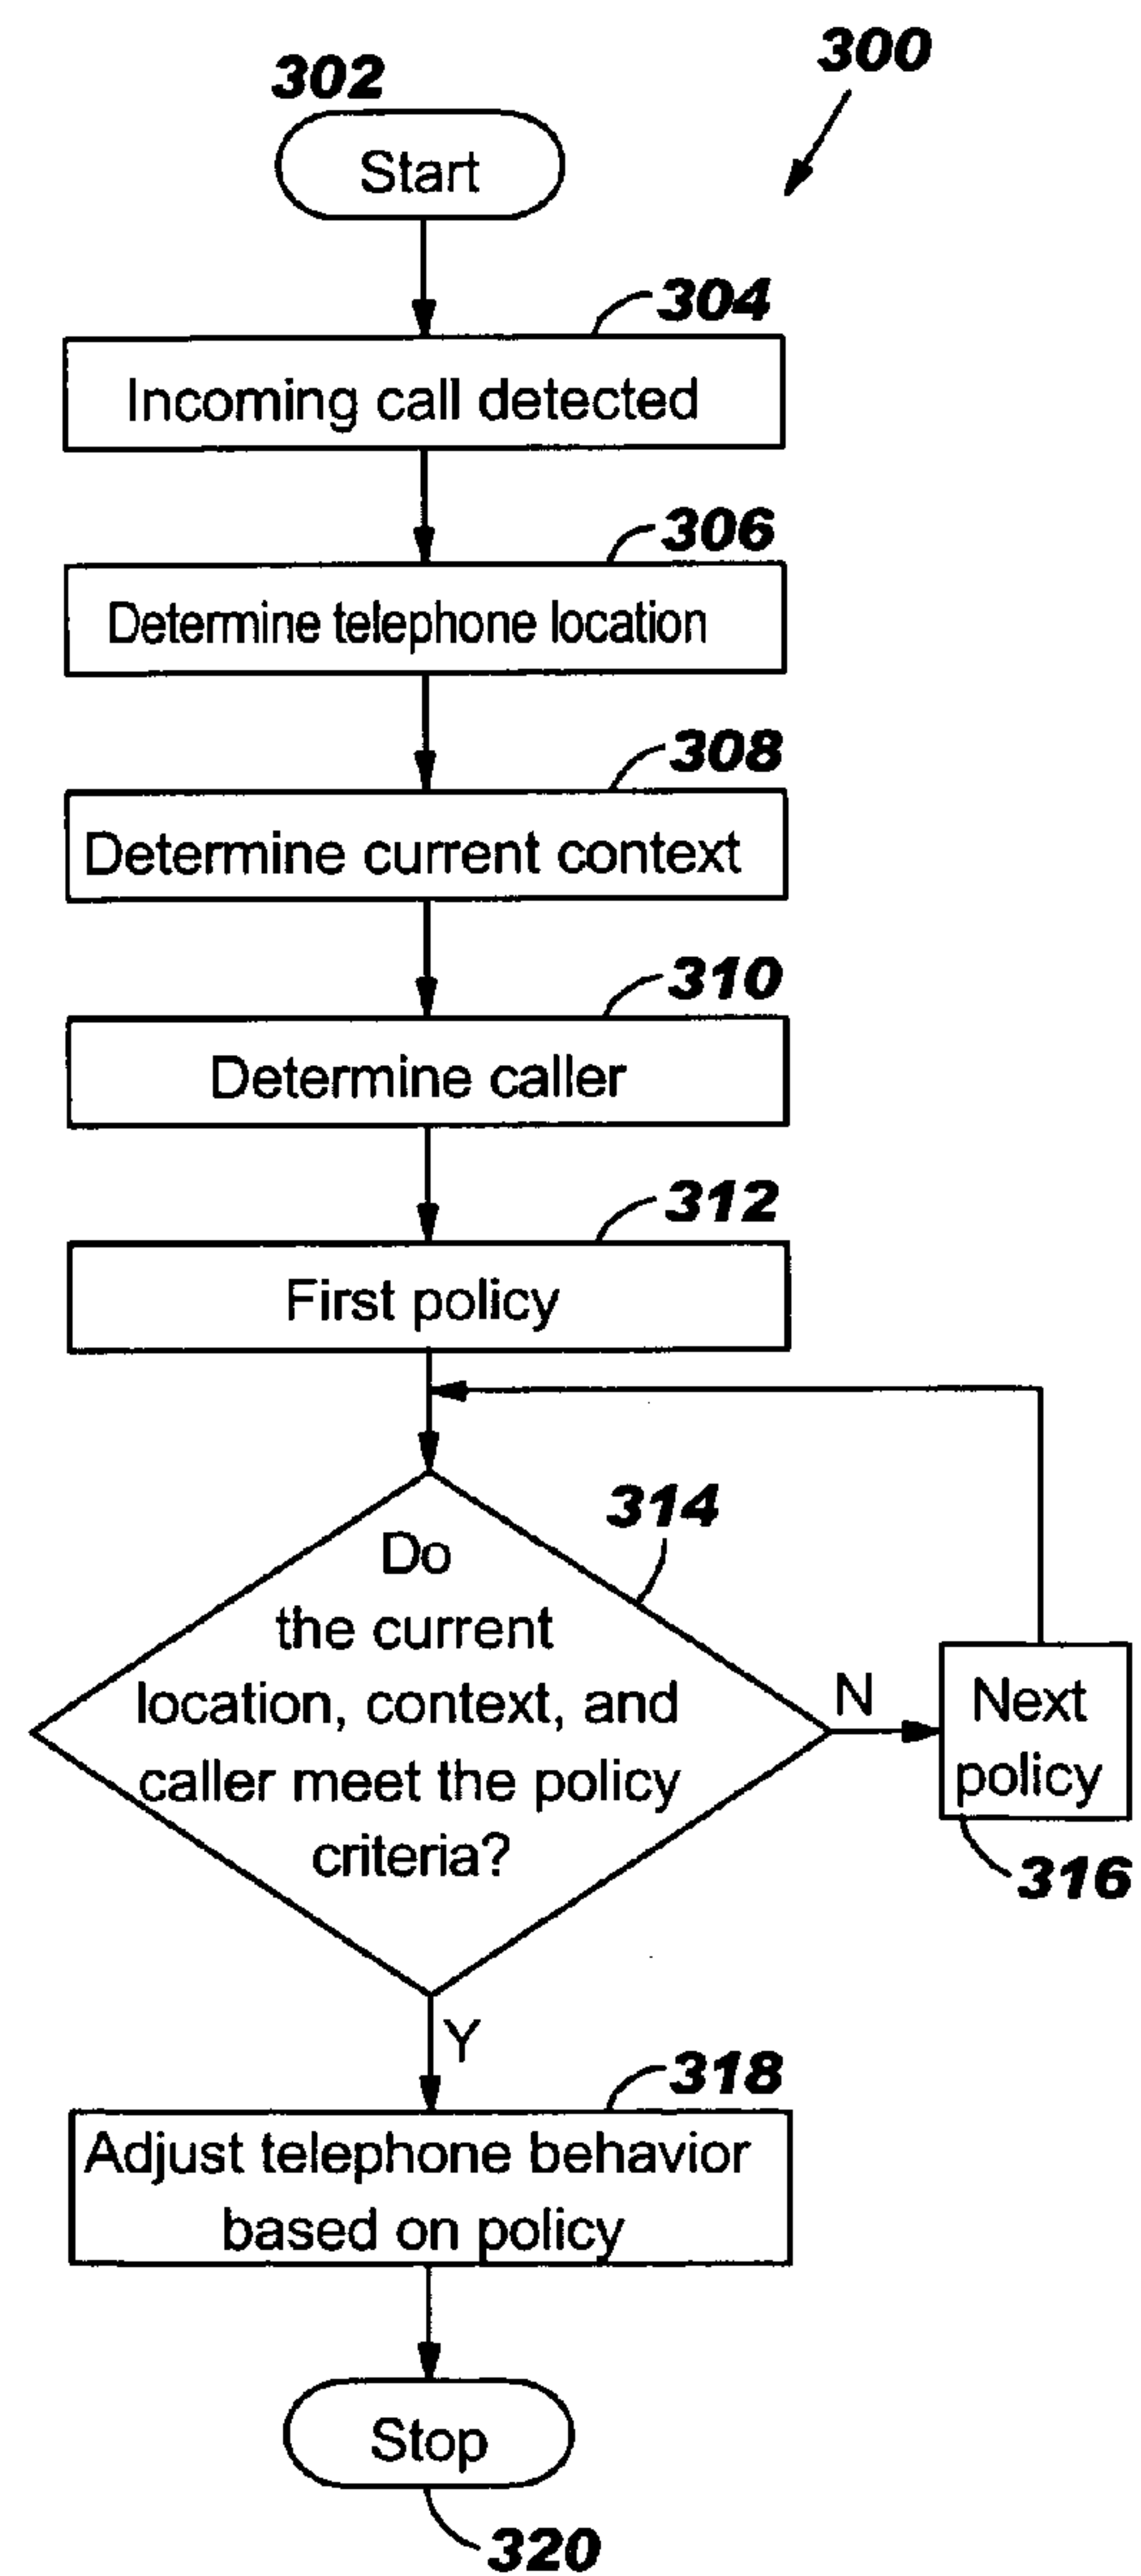 300
302
Start
304
Incoming call detected
306
Determine telephone location
308
Determine current context
310
Determine caller
312
First policy
314
Do
the current
location, context, and
caller meet the policy
criteria?
N
Next
policy
316
Y
318
Adjust telephone behavior
based on policy
Stop
320